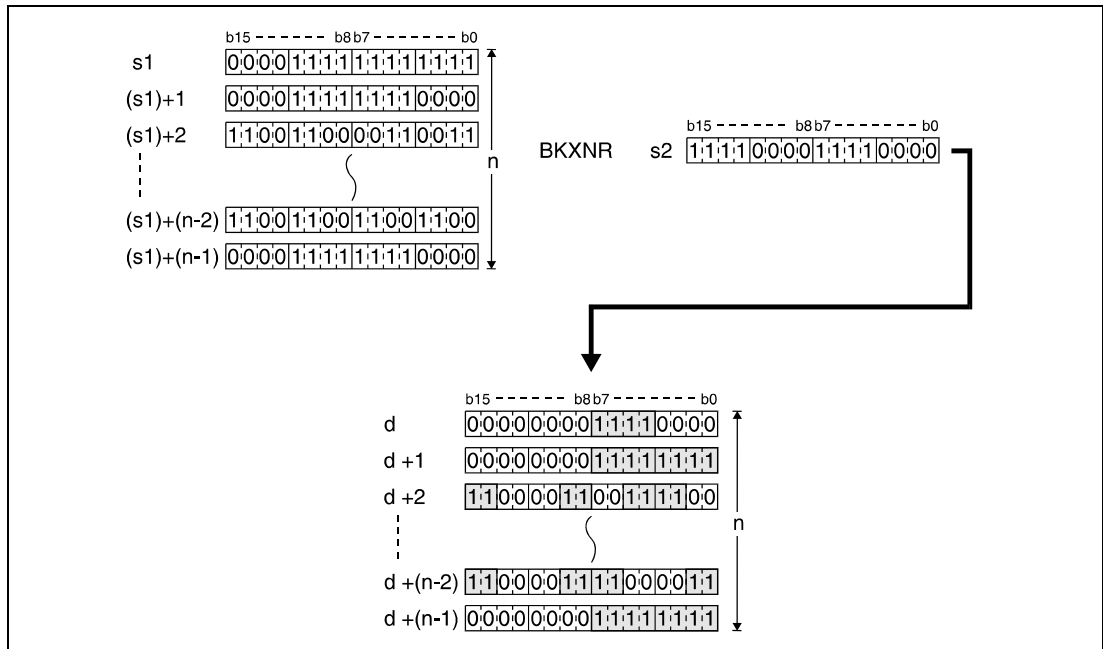 b15 - - - - - - b8 b7 - - - - - - - - b0
s1 0000111111111111
(s1)+1 0000111111110000
(s1)+2 1100110000110011
n
(s1)+(n-2) 1100110011001100
(s1)+(n-1) 0000111111110000
b15 - - - - - - - b8 b7 - - - - - - - - b0
BKXNR s2 1111000011110000
b15 - - - - - - b8 b7 - - - - - - - - b0
d 0000000011110000
d +1 0000000011111111
d +2 1100001100111100
n
d +(n-2) 1100001111000011
d +(n-1) 0000000011111111